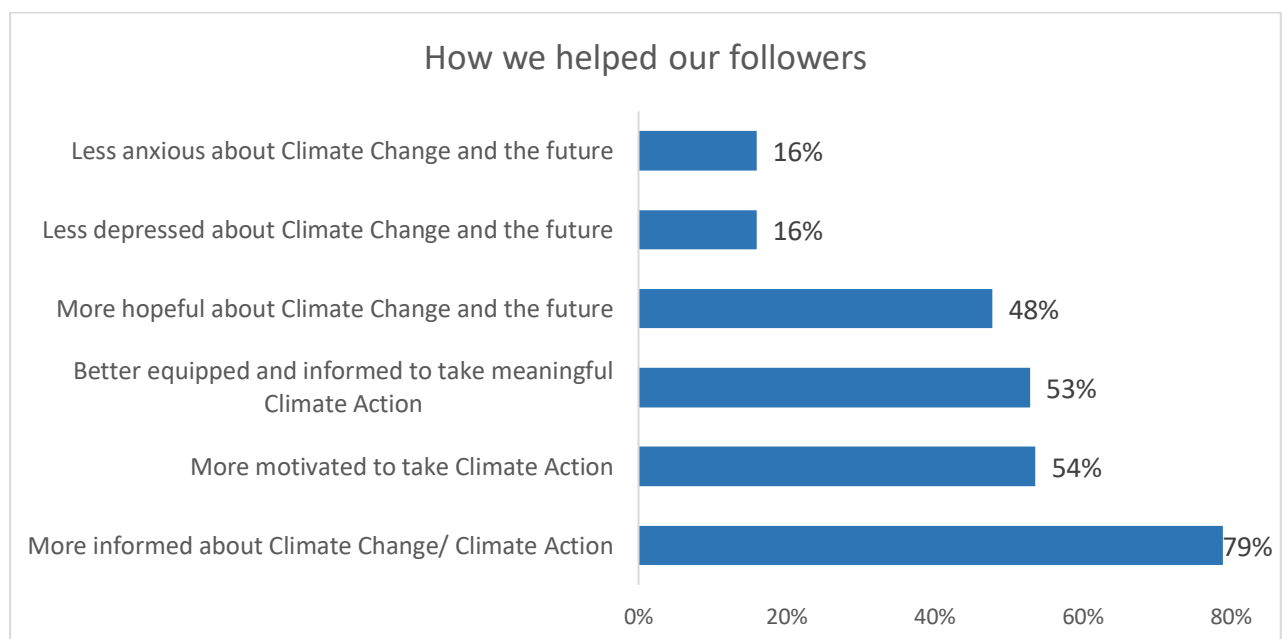 How we helped our followers
Less anxious about Climate Change and the future
16%
Less depressed about Climate Change and the future
16%
More hopeful about Climate Change and the future
48%
Better equipped and informed to take meaningful
Climate Action
53%
More motivated to take Climate Action
54%
More informed about Climate Change/ Climate Action
79%
0% 20% 40% 60% 80%